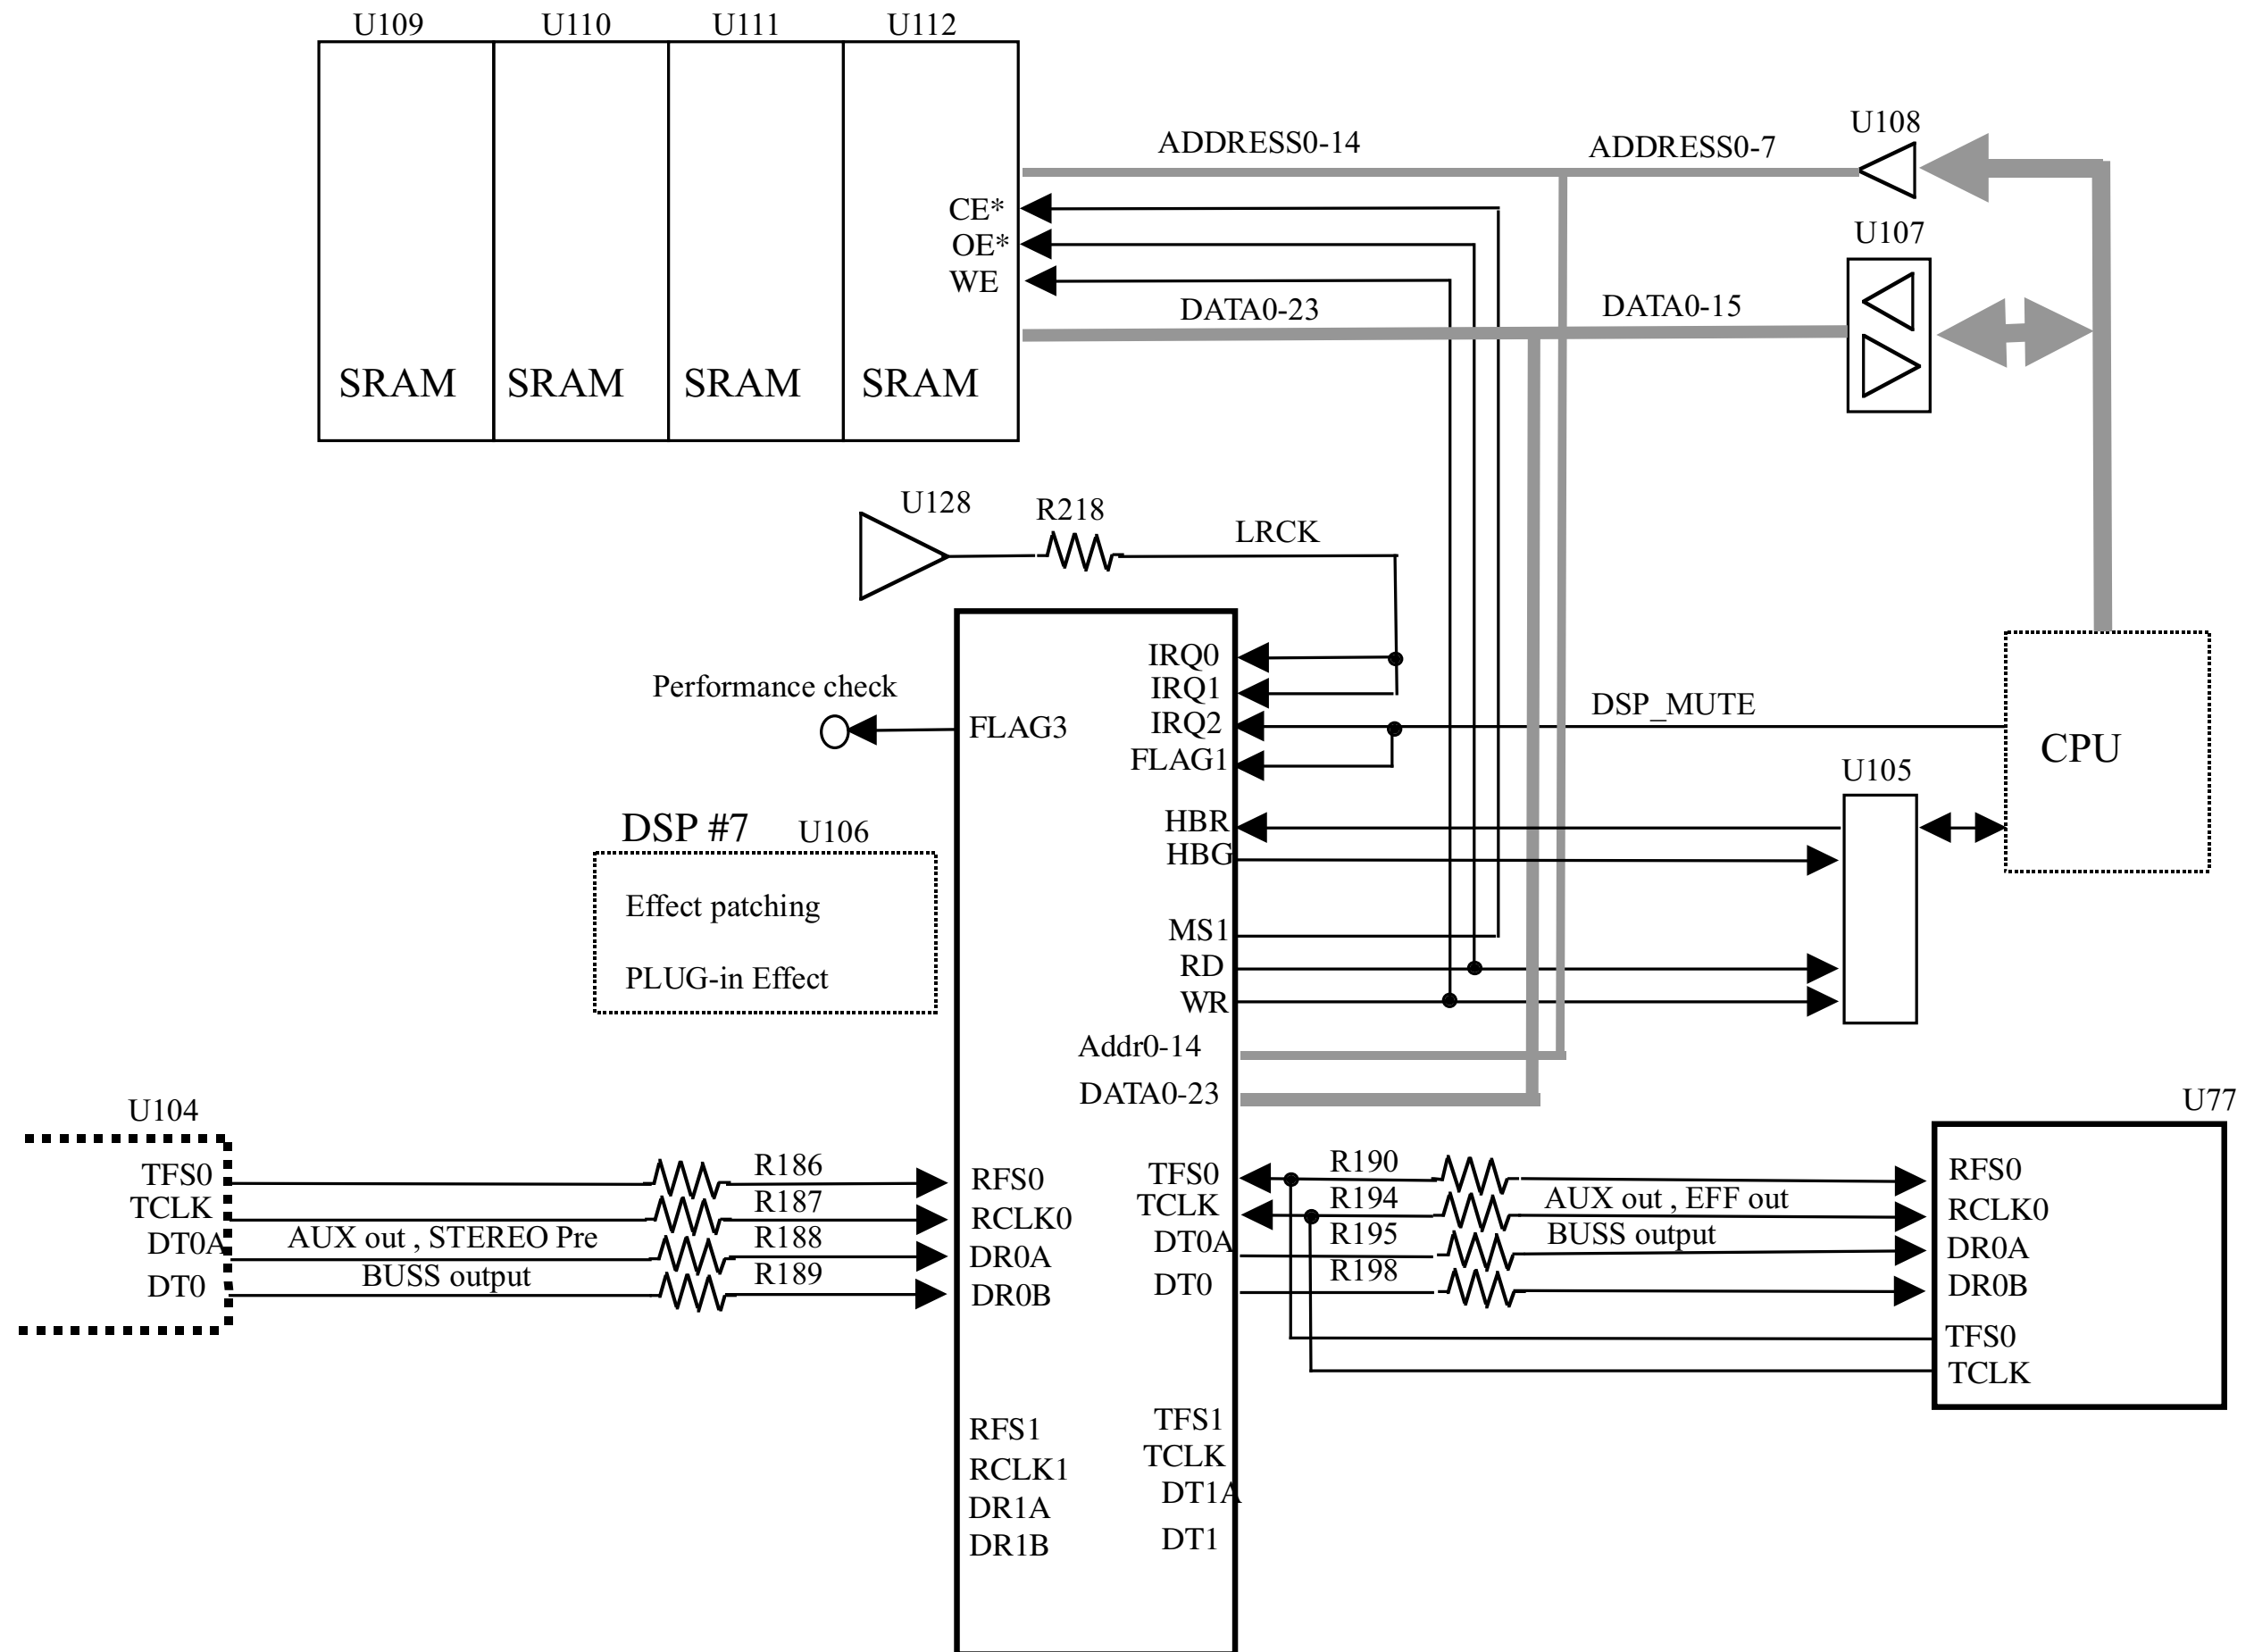 U109 U110 U111 U112
U108
ADDRESS0-14 ADDRESS0-7
CE*
OE*
WE
U107
DATA0-23 DATA0-15
SRAM SRAM SRAM SRAM
U128 R218 LRCK
IRQ0
IRQ1
IRQ2
FLAG1
Performance check
FLAG3
DSP_MUTE
CPU
U105
HBR
HBG
DSP #7 U106
Effect patching
PLUG-in Effect
MS1
RD
WR
Addr0-14
DATA0-23
U104
U77
TFS0 R186 RFS0
TCLK R187 RCLK0
DT0A AUX out , STEREO Pre R188 DR0A
DT0 BUSS output R189 DR0B
TFS0 R190 RFS0
TCLK R194 AUX out , EFF out RCLK0
DT0A R195 BUSS output DR0A
DT0 R198 DR0B
TFS0
TCLK
RFS1 TFS1
RCLK1 TCLK
DR1A DT1A
DR1B DT1